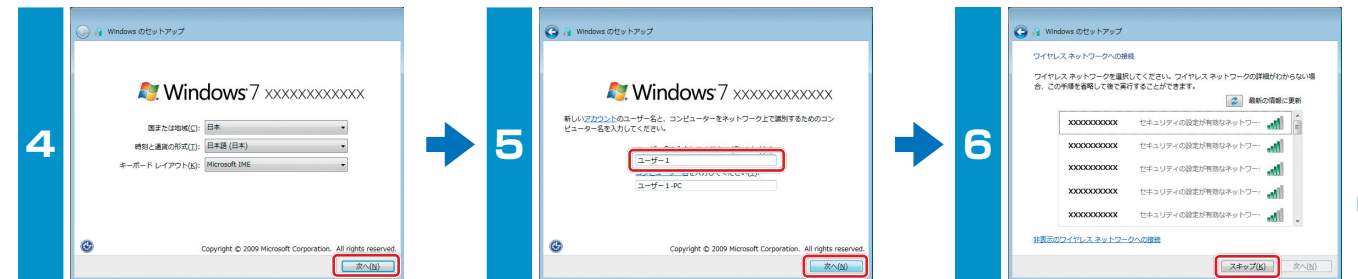 4
Windows のセットアップ
Windows 7 XXXXXXXXXXXX
国または地域(C): 日本
時刻と通貨の形式(T): 日本語 (日本)
キーボード レイアウト(K): Microsoft IME
Copyright © 2009 Microsoft Corporation. All rights reserved.
次へ(N)
5
Windows のセットアップ
Windows 7 XXXXXXXXXXXX
新しいアカウントのユーザー名と、コンピューターをネットワーク上で識別するためのコン
ピューター名を入力してください。
ユーザー1
ユーザー1-PC
Copyright © 2009 Microsoft Corporation. All rights reserved.
次へ(N)
6
Windows のセットアップ
ワイヤレス ネットワークへの接続
ワイヤレス ネットワークを選択してください。ワイヤレス ネットワークの詳細がわからない場
合、この手順を省略して後で実行することができます。
最新の情報に更新
XXXXXXXXXX セキュリティの設定が有効なネットワー
XXXXXXXXXX セキュリティの設定が有効なネットワー
XXXXXXXXXX セキュリティの設定が有効なネットワー
XXXXXXXXXX セキュリティの設定が有効なネットワー
XXXXXXXXXX セキュリティの設定が有効なネットワー
非表示のワイヤレス ネットワークへの接続
スキップ(K) 次へ(N)